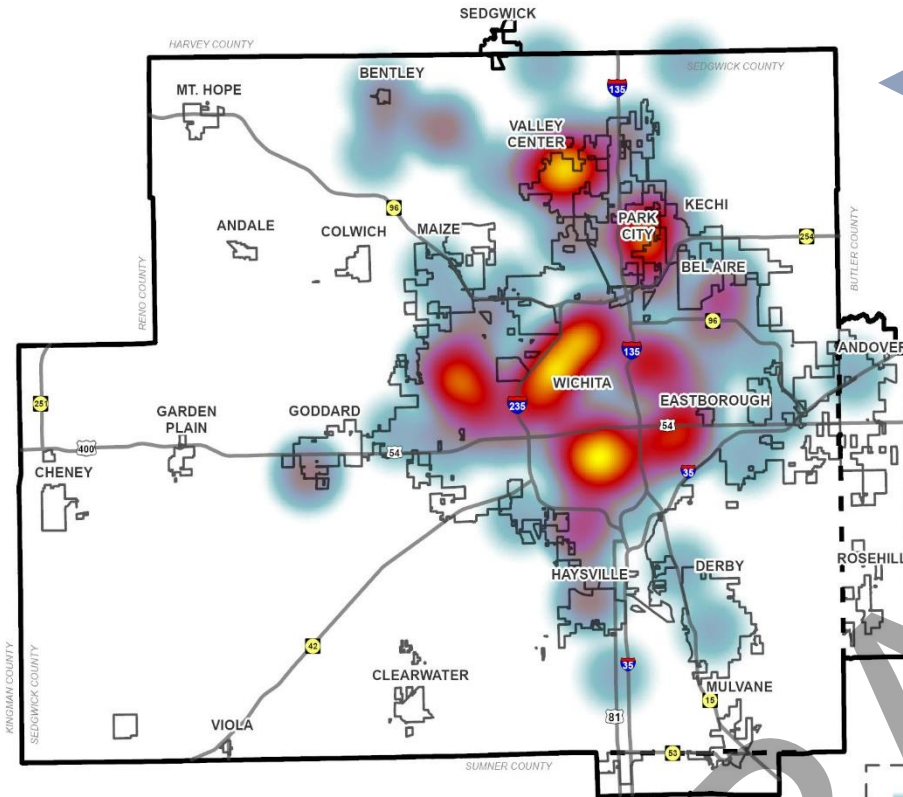 SEDGWICK
HARVEY COUNTY
SEDGWICK COUNTY
BENTLEY
MT. HOPE
135
VALLEY
CENTER
96
KECHI
PARK
CITY
ANDALE
COLWICH
MAIZE
254
BEL AIRE
RENO COUNTY
BUTLER COUNTY
96
135
ANDOVER
WICHITA
251
235
EASTBOROUGH
GARDEN
PLAIN
GODDARD
54
400
54
CHENEY
35
HAYSVILLE
DERBY
ROSEHILL
KINGMAN COUNTY
SEDGWICK COUNTY
42
35
CLEARWATER
MULVANE
15
81
VIOLA
53
SUMNER COUNTY